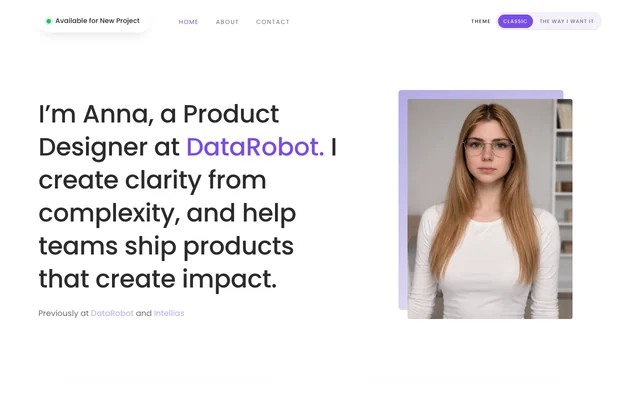 Available for New Project
HOME
ABOUT
CONTACT
THEME
CLASSIC
THE WAY I WANT IT
I’m Anna, a Product
Designer at DataRobot. I
create clarity from
complexity, and help
teams ship products
that create impact.
Previously at DataRobot and Intellias